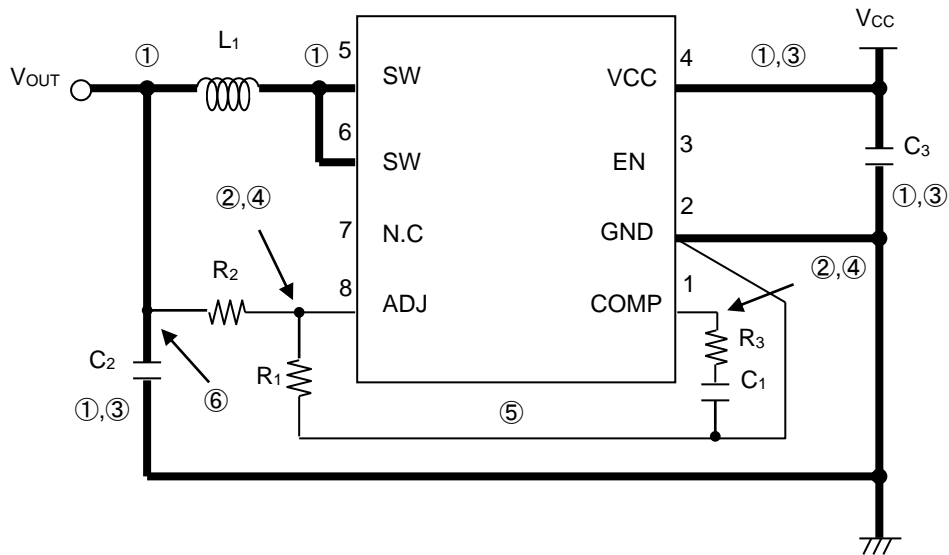 VCC
L1
①
①
5
4
①,③
VOUT
SW
VCC
6
3
C3
SW
EN
①,③
②,④
2
7
N.C
GND
②,④
R2
8
1
ADJ
COMP
R3
C2
R1
C1
①,③
⑥
⑤